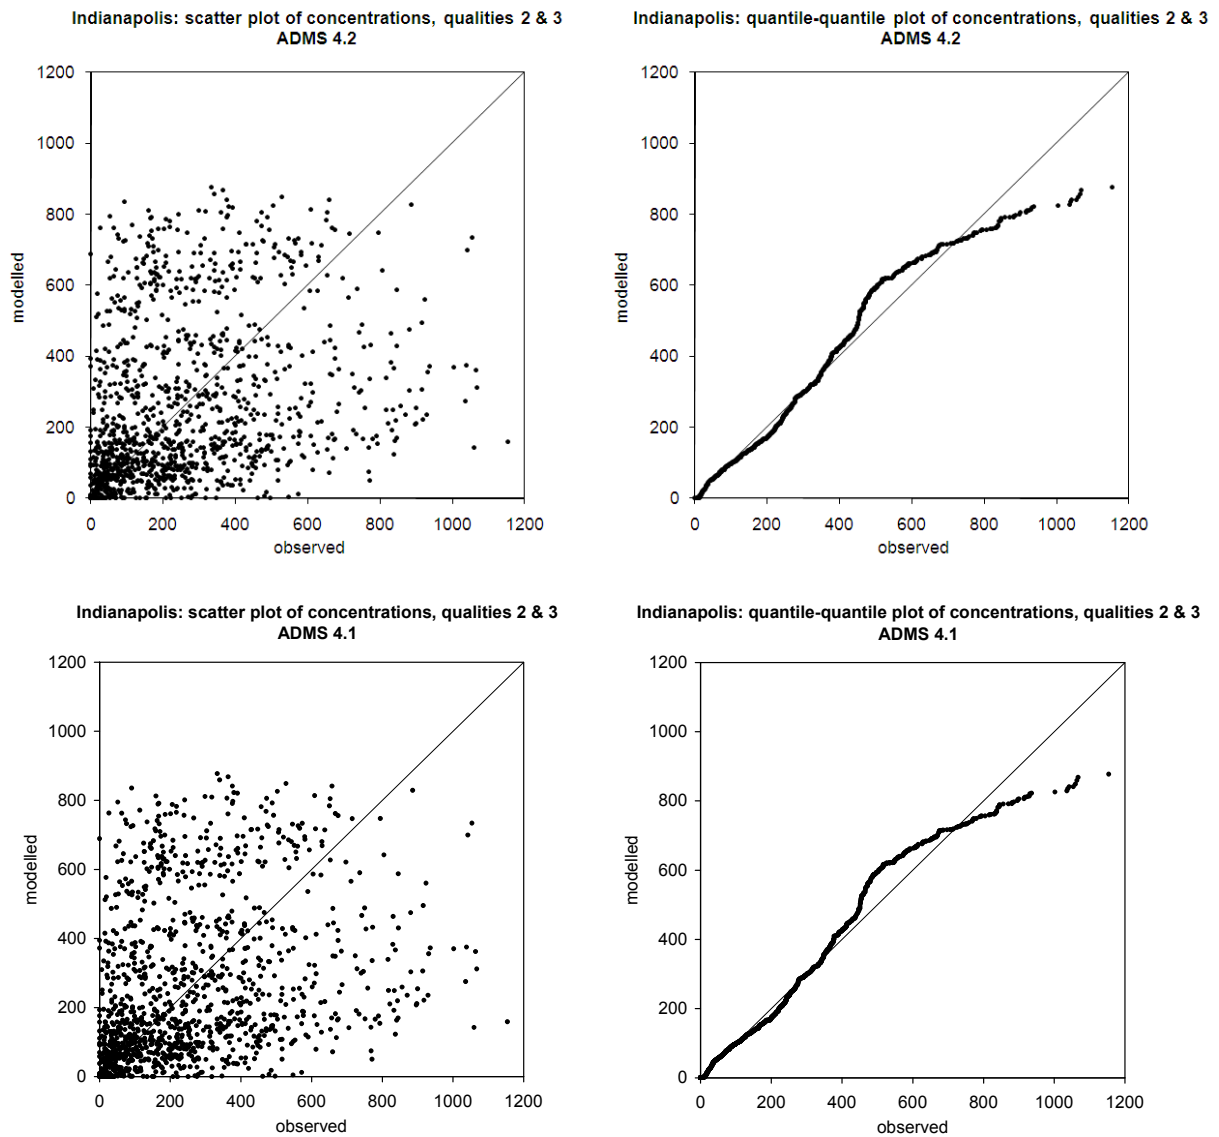 Indianapolis: scatter plot of concentrations, qualities 2 & 3
ADMS 4.2
1200
1000
800
600
400
200
0
modelled
0 200 400 600 800 1000 1200
observed
Indianapolis: quantile-quantile plot of concentrations, qualities 2 & 3
ADMS 4.2
1200
1000
800
600
400
200
0
modelled
0 200 400 600 800 1000 1200
observed
Indianapolis: scatter plot of concentrations, qualities 2 & 3
ADMS 4.1
1200
1000
800
600
400
200
0
modelled
0 200 400 600 800 1000 1200
observed
Indianapolis: quantile-quantile plot of concentrations, qualities 2 & 3
ADMS 4.1
1200
1000
800
600
400
200
0
modelled
0 200 400 600 800 1000 1200
observed